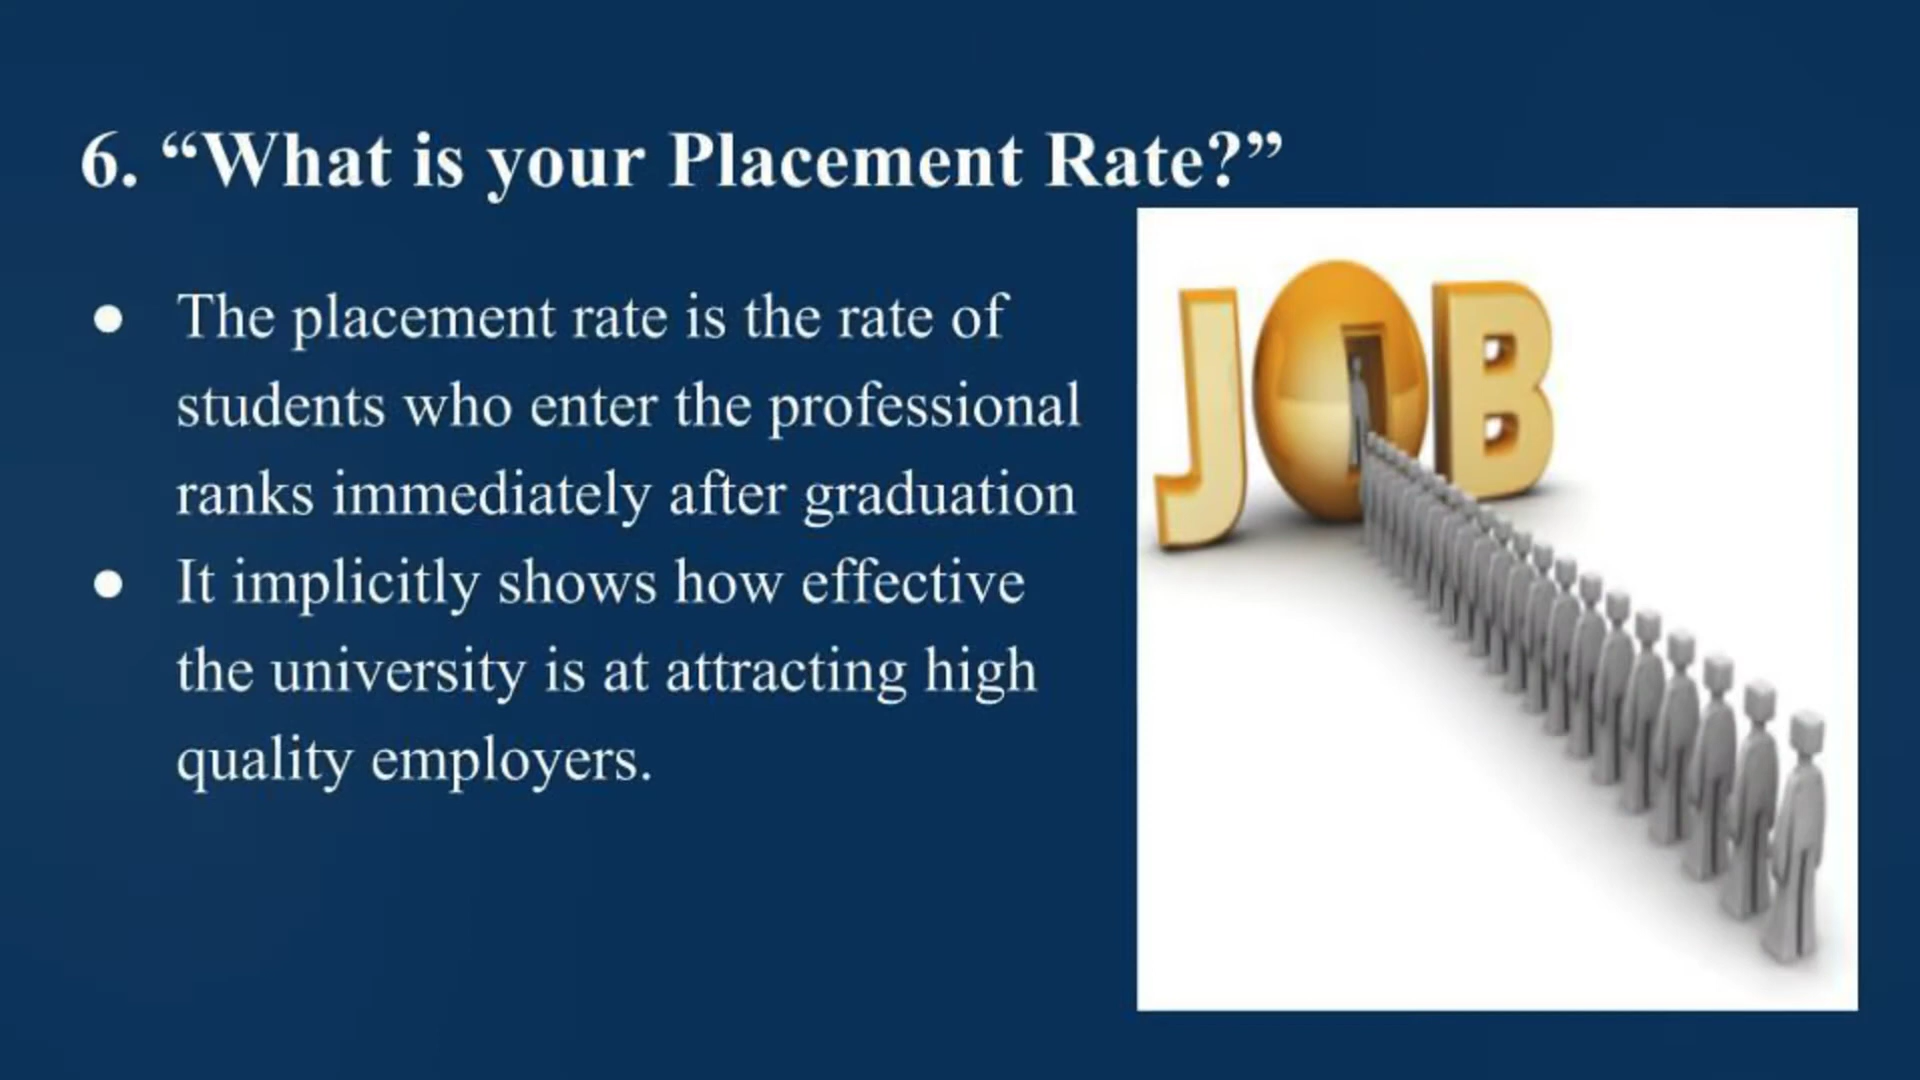 6. “What is your Placement Rate?”
● The placement rate is the rate of
students who enter the professional
ranks immediately after graduation
● It implicitly shows how effective
the university is at attracting high
quality employers.
JOB